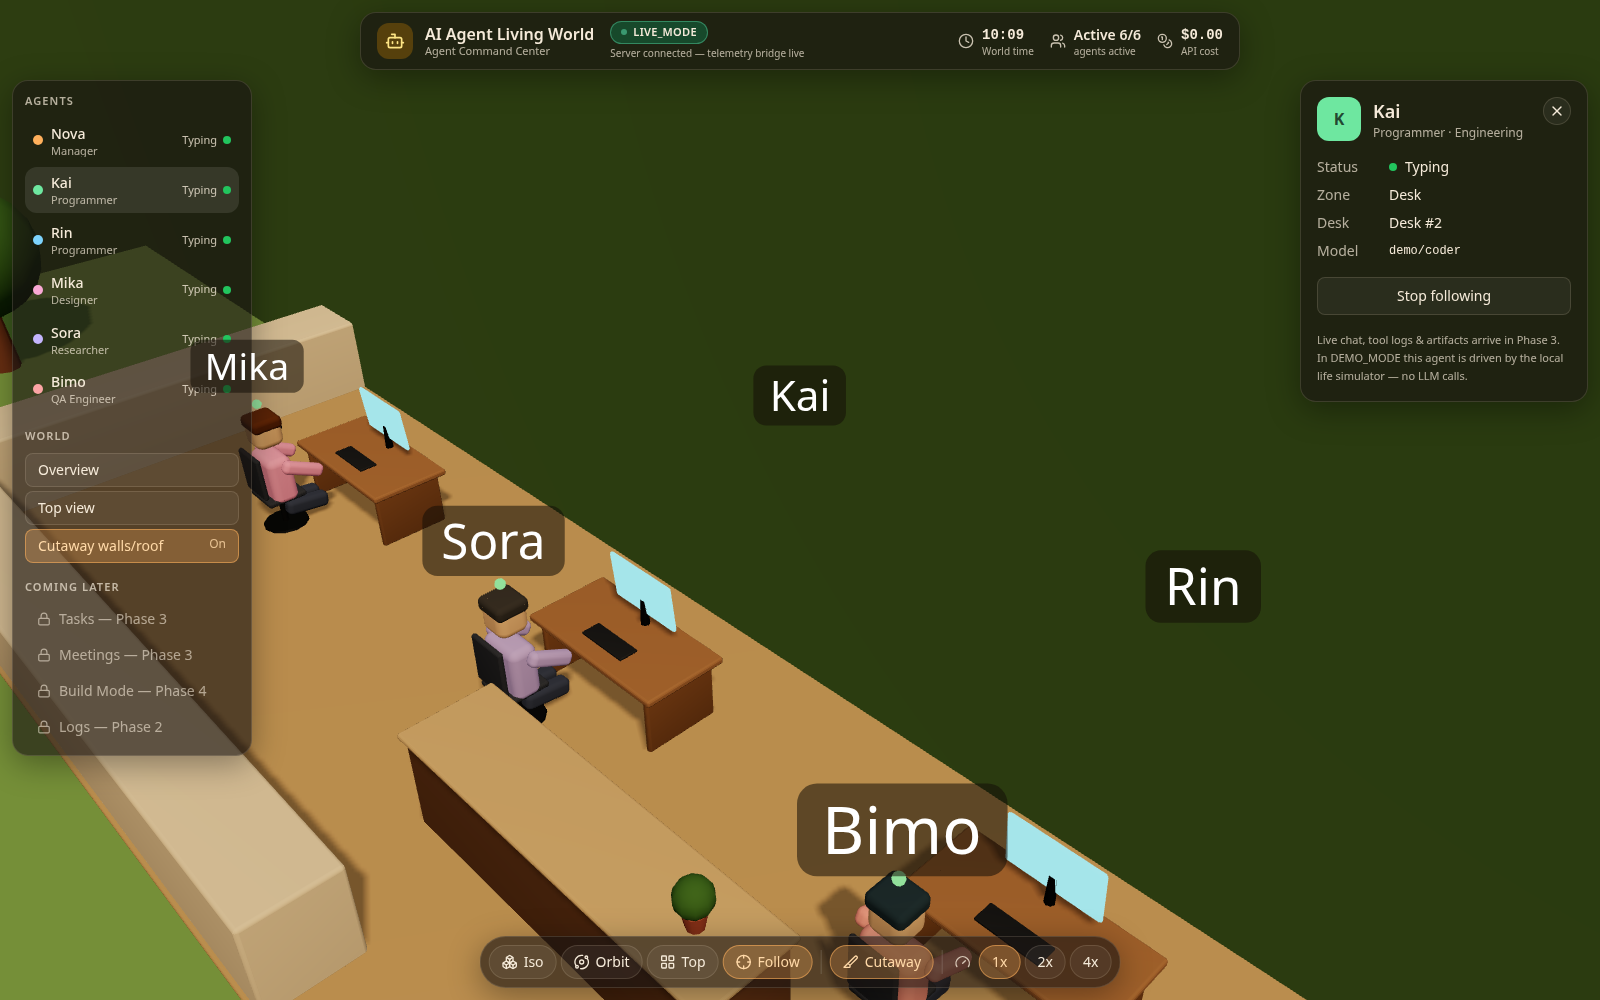 AI Agent Living World
Agent Command Center
LIVE_MODE
Server connected — telemetry bridge live
10:09
World time
Active 6/6
agents active
$0.00
API cost
AGENTS
Nova
Manager
Typing
Kai
Programmer
Typing
Rin
Programmer
Typing
Mika
Designer
Typing
Sora
Researcher
Typing
Bimo
QA Engineer
Typing
WORLD
Overview
Top view
Cutaway walls/roof On
COMING LATER
Tasks — Phase 3
Meetings — Phase 3
Build Mode — Phase 4
Logs — Phase 2
Mika
Kai
Sora
Rin
Bimo
K
Kai
Programmer · Engineering
Status Typing
Zone Desk
Desk Desk #2
Model demo/coder
Stop following
Live chat, tool logs & artifacts arrive in Phase 3.
In DEMO_MODE this agent is driven by the local
life simulator — no LLM calls.
Iso
Orbit
Top
Follow
Cutaway
1x
2x
4x